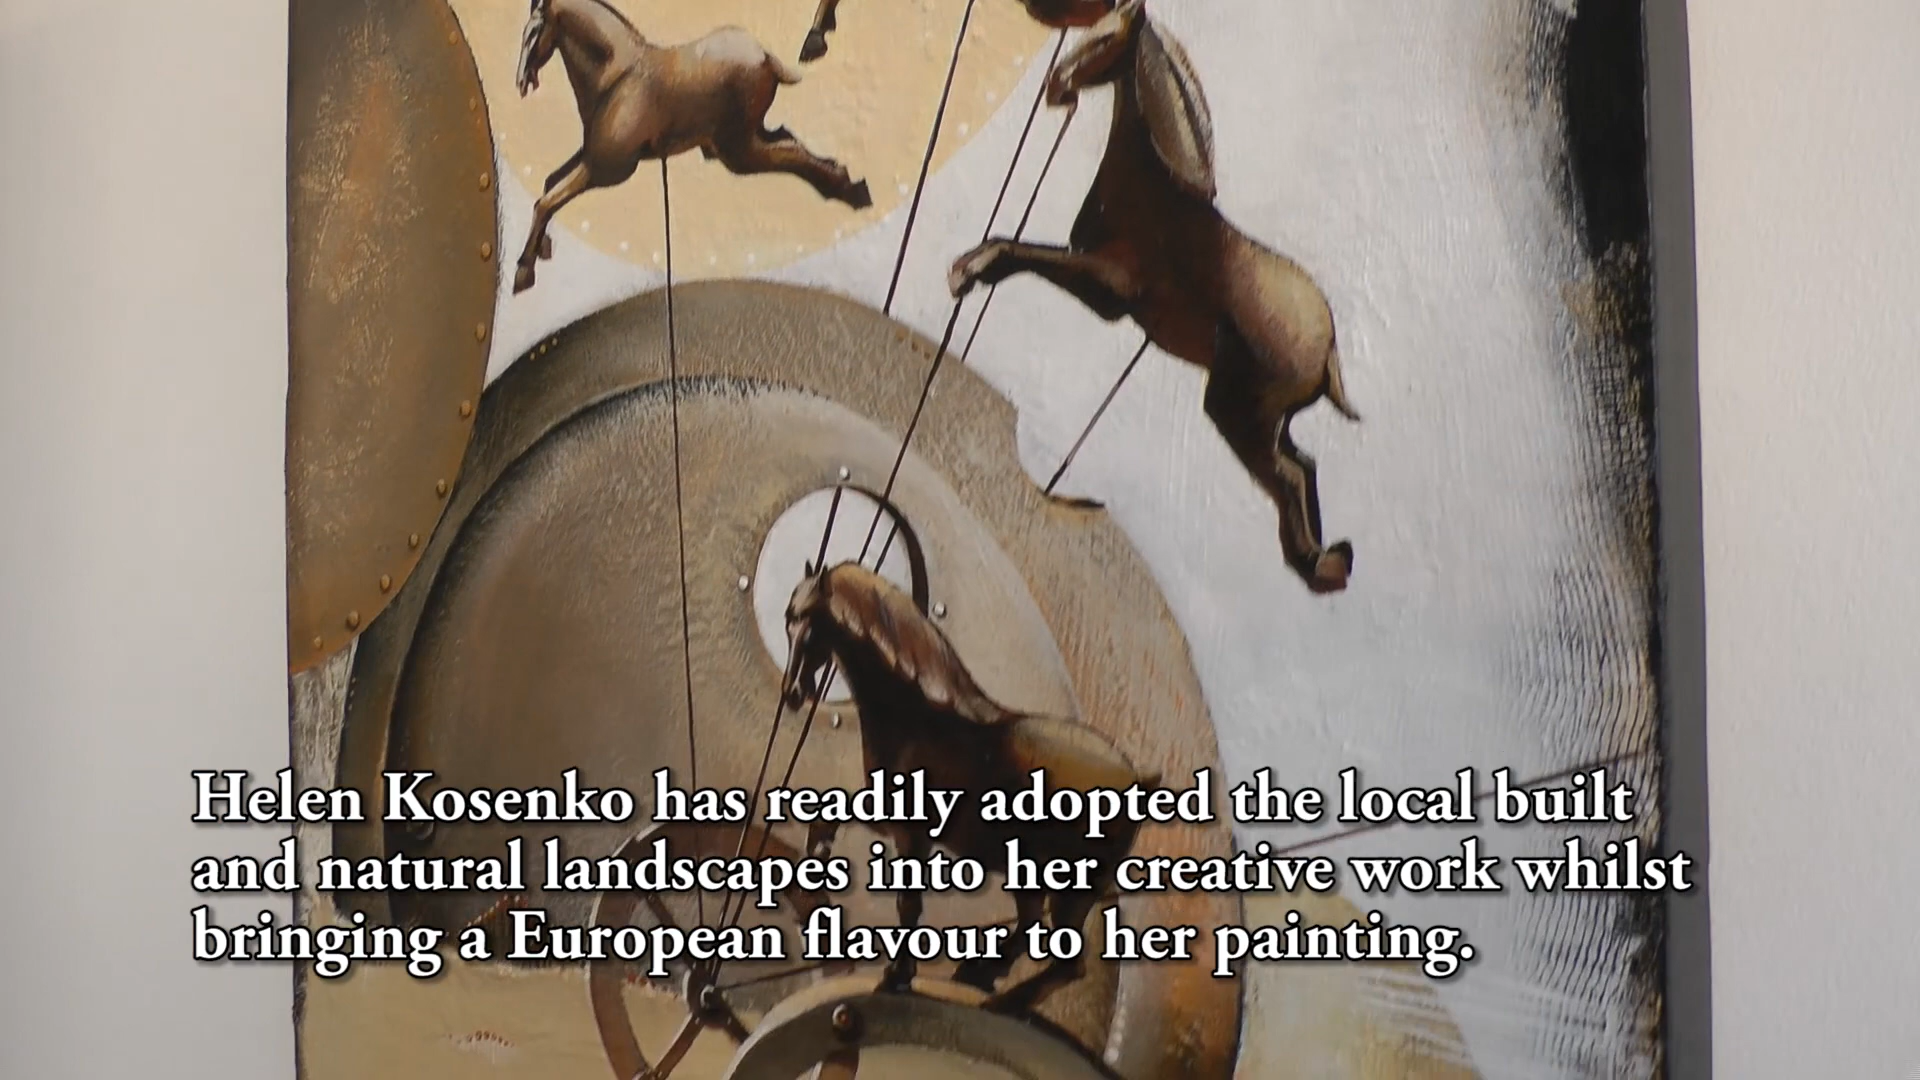 Helen Kosenko has readily adopted the local built
and natural landscapes into her creative work whilst
bringing a European flavour to her painting.